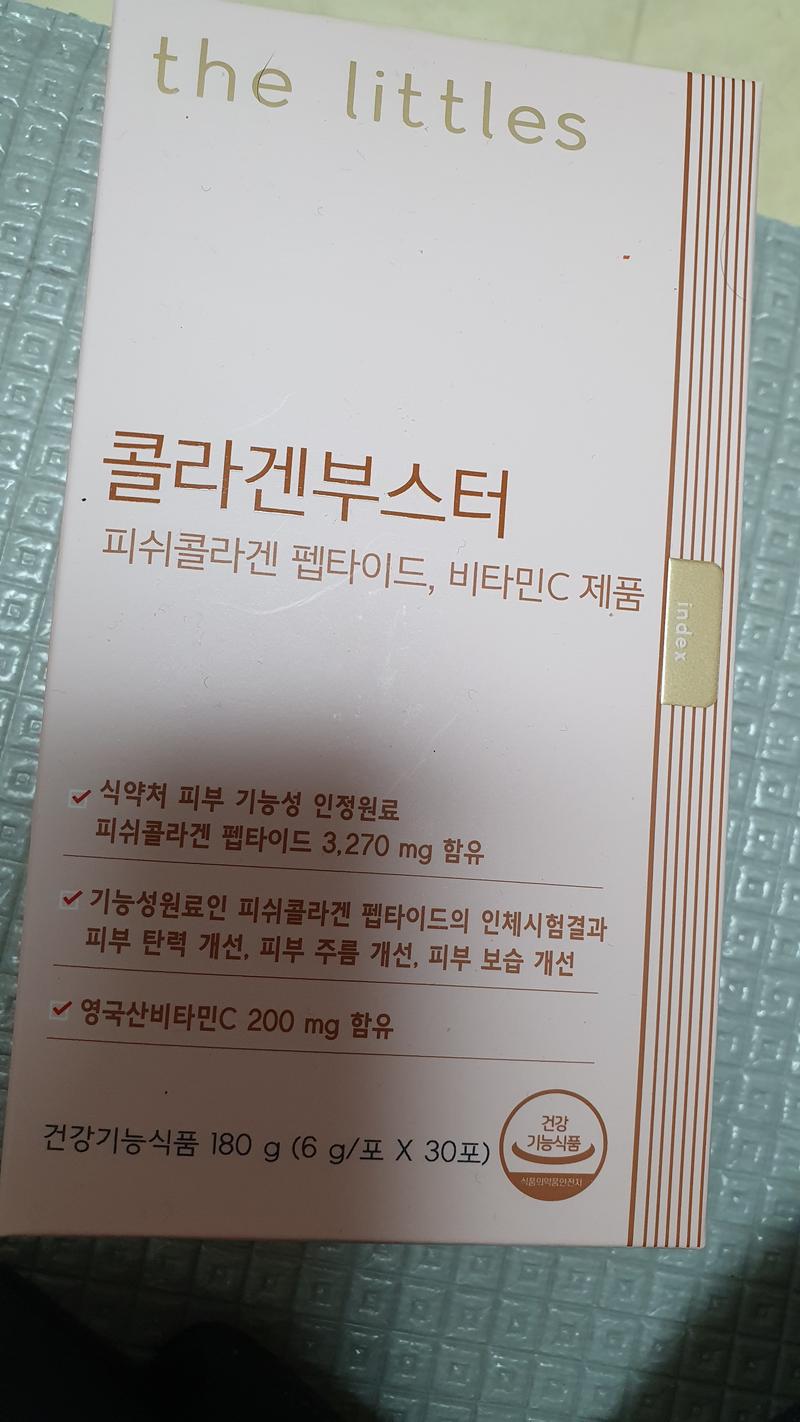 the littles
콜라겐부스터
피쉬콜라겐 펩타이드, 비타민C 제품
index
식약처 피부 기능성 인정원료
피쉬콜라겐 펩타이드 3,270 mg 함유
기능성원료인 피쉬콜라겐 펩타이드의 인체시험결과
피부 탄력 개선, 피부 주름 개선, 피부 보습 개선
영국산비타민C 200 mg 함유
건강기능식품 180 g (6 g/포 X 30포)
건강
기능식품
식품의약품안전처